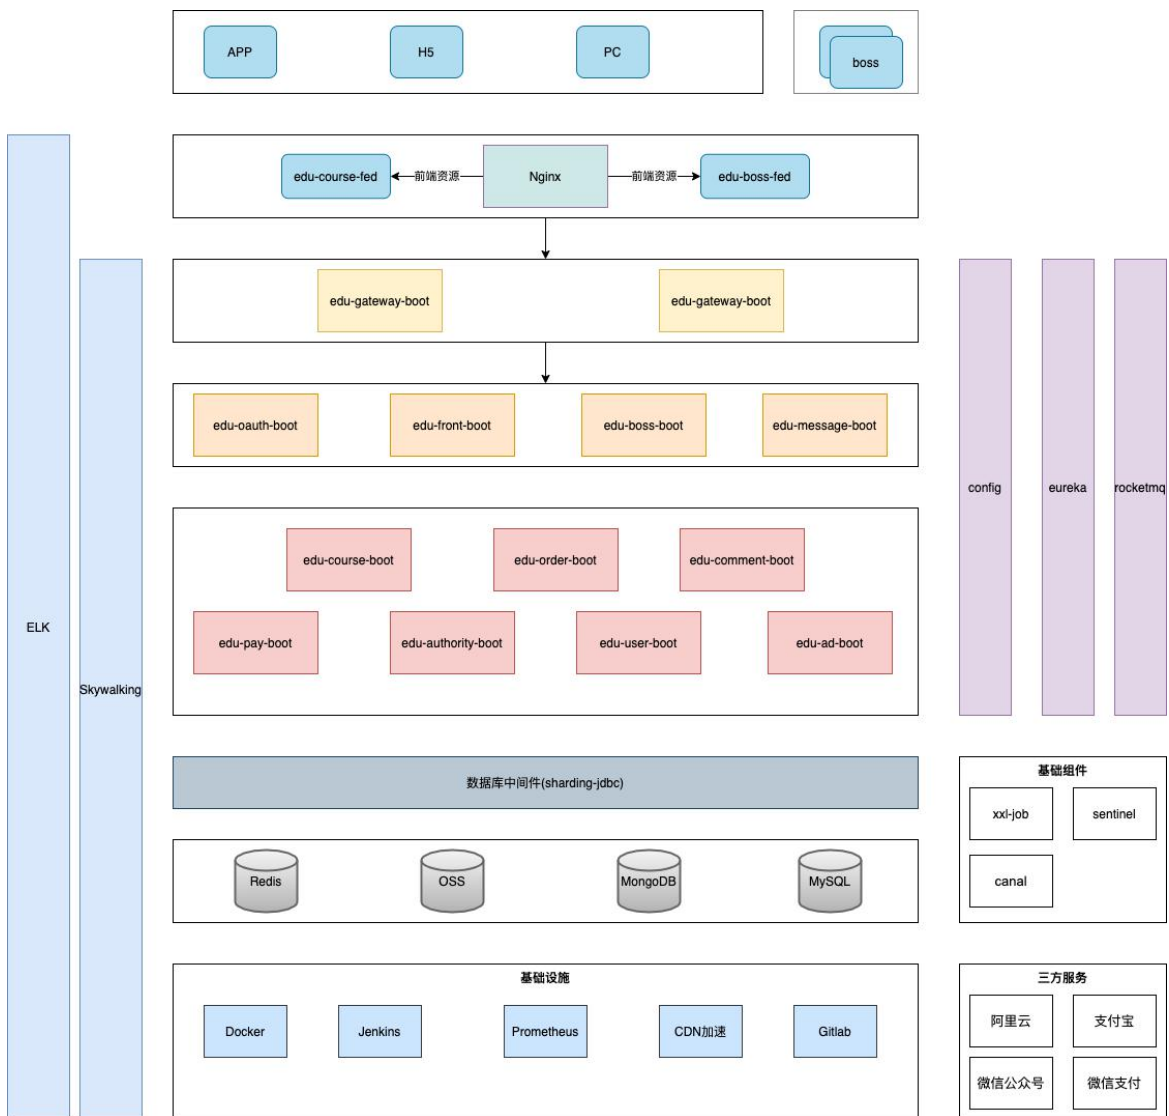 APP
H5
PC
boss
edu-course-fed
前端资源
Nginx
前端资源
edu-boss-fed
edu-gateway-boot
edu-gateway-boot
edu-oauth-boot
edu-front-boot
edu-boss-boot
edu-message-boot
config
eureka
rocketmq
edu-course-boot
edu-order-boot
edu-comment-boot
ELK
edu-pay-boot
edu-authority-boot
edu-user-boot
edu-ad-boot
Skywalking
数据库中间件(sharding-jdbc)
基础组件
xxl-job
sentinel
canal
Redis
OSS
MongoDB
MySQL
基础设施
Docker
Jenkins
Prometheus
CDN加速
Gitlab
三方服务
阿里云
支付宝
微信公众号
微信支付